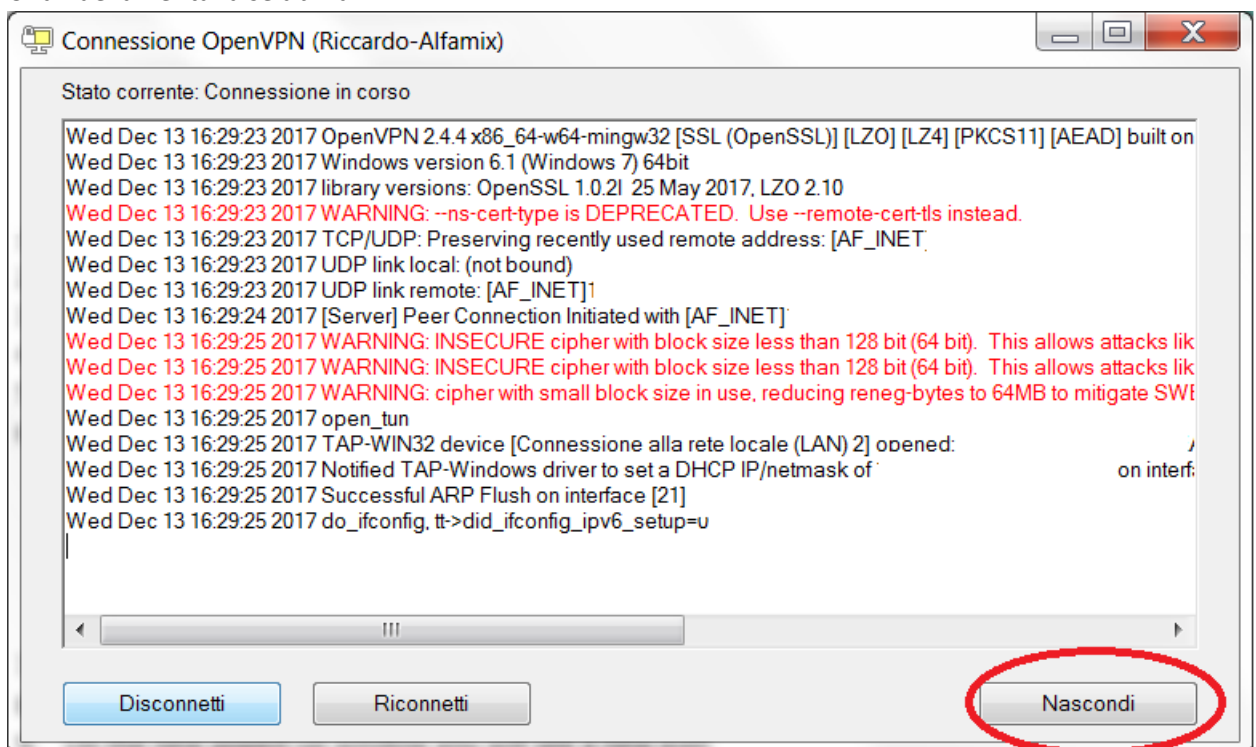 Connessione OpenVPN (Riccardo-Alfamix)
Stato corrente: Connessione in corso
Wed Dec 13 16:29:23 2017 OpenVPN 2.4.4 x86_64-w64-mingw32 [SSL (OpenSSL)] [LZO] [LZ4] [PKCS11] [AEAD] built on
Wed Dec 13 16:29:23 2017 Windows version 6.1 (Windows 7) 64bit
Wed Dec 13 16:29:23 2017 library versions: OpenSSL 1.0.2l 25 May 2017, LZO 2.10
Wed Dec 13 16:29:23 2017 WARNING: --ns-cert-type is DEPRECATED. Use --remote-cert-tls instead.
Wed Dec 13 16:29:23 2017 TCP/UDP: Preserving recently used remote address: [AF_INET]
Wed Dec 13 16:29:23 2017 UDP link local: (not bound)
Wed Dec 13 16:29:23 2017 UDP link remote: [AF_INET]
Wed Dec 13 16:29:24 2017 [Server] Peer Connection Initiated with [AF_INET]
Wed Dec 13 16:29:25 2017 WARNING: INSECURE cipher with block size less than 128 bit (64 bit). This allows attacks lik
Wed Dec 13 16:29:25 2017 WARNING: INSECURE cipher with block size less than 128 bit (64 bit). This allows attacks lik
Wed Dec 13 16:29:25 2017 WARNING: cipher with small block size in use, reducing reneg-bytes to 64MB to mitigate SWE
Wed Dec 13 16:29:25 2017 open_tun
Wed Dec 13 16:29:25 2017 TAP-WIN32 device [Connessione alla rete locale (LAN) 2] opened:
Wed Dec 13 16:29:25 2017 Notified TAP-Windows driver to set a DHCP IP/netmask of on interf
Wed Dec 13 16:29:25 2017 Successful ARP Flush on interface [21]
Wed Dec 13 16:29:25 2017 do_ifconfig, tt->did_ifconfig_ipv6_setup=0
Disconnetti
Riconnetti
Nascondi